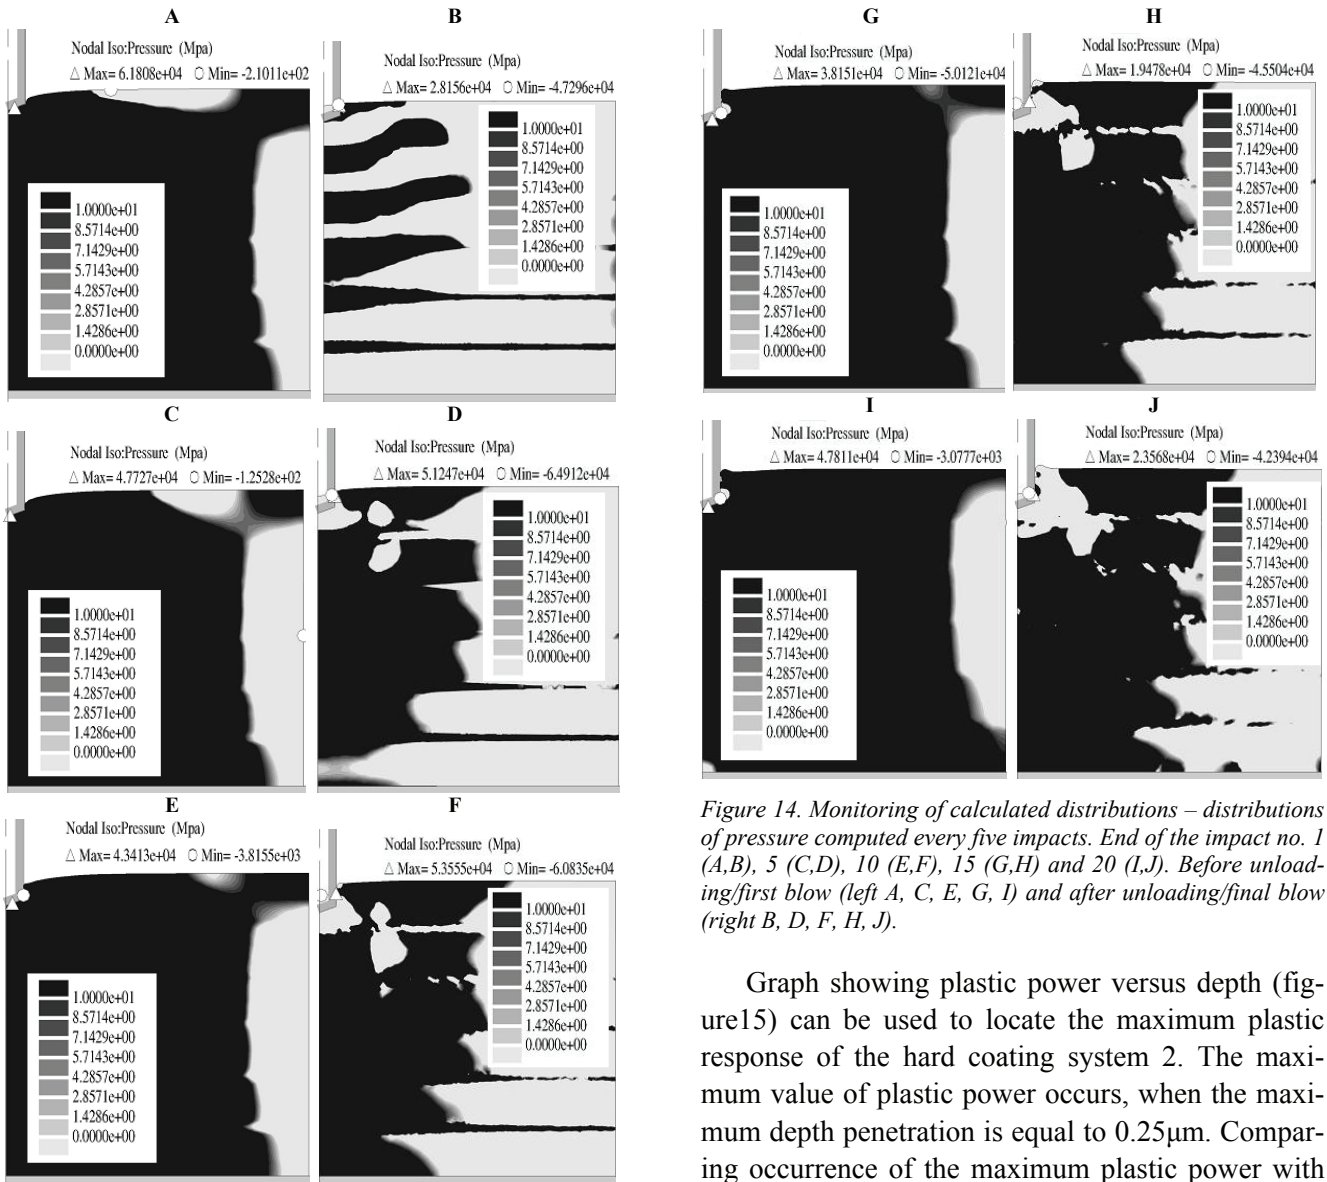 A
Nodal Iso:Pressure (Mpa)
△ Max= 6.1808e+04 ○ Min= -2.1011e+02
1.0000e+01
8.5714e+00
7.1429e+00
5.7143e+00
4.2857e+00
2.8571e+00
1.4286e+00
0.0000e+00
B
Nodal Iso:Pressure (Mpa)
△ Max= 2.8156e+04 ○ Min= -4.7296e+04
1.0000e+01
8.5714e+00
7.1429e+00
5.7143e+00
4.2857e+00
2.8571e+00
1.4286e+00
0.0000e+00
C
Nodal Iso:Pressure (Mpa)
△ Max= 4.7727e+04 ○ Min= -1.2528e+02
1.0000e+01
8.5714e+00
7.1429e+00
5.7143e+00
4.2857e+00
2.8571e+00
1.4286e+00
0.0000e+00
D
Nodal Iso:Pressure (Mpa)
△ Max= 5.1247e+04 ○ Min= -6.4912e+04
1.0000e+01
8.5714e+00
7.1429e+00
5.7143e+00
4.2857e+00
2.8571e+00
1.4286e+00
0.0000e+00
E
Nodal Iso:Pressure (Mpa)
△ Max= 4.3413e+04 ○ Min= -3.8155e+03
1.0000e+01
8.5714e+00
7.1429e+00
5.7143e+00
4.2857e+00
2.8571e+00
1.4286e+00
0.0000e+00
F
Nodal Iso:Pressure (Mpa)
△ Max= 5.3555e+04 ○ Min= -6.0835e+04
1.0000e+01
8.5714e+00
7.1429e+00
5.7143e+00
4.2857e+00
2.8571e+00
1.4286e+00
0.0000e+00
G
Nodal Iso:Pressure (Mpa)
△ Max= 3.8151e+04 ○ Min= -5.0121e+04
1.0000e+01
8.5714e+00
7.1429e+00
5.7143e+00
4.2857e+00
2.8571e+00
1.4286e+00
0.0000e+00
H
Nodal Iso:Pressure (Mpa)
△ Max= 1.9478e+04 ○ Min= -4.5504e+04
1.0000e+01
8.5714e+00
7.1429e+00
5.7143e+00
4.2857e+00
2.8571e+00
1.4286e+00
0.0000e+00
I
Nodal Iso:Pressure (Mpa)
△ Max= 4.7811e+04 ○ Min= -3.0777e+03
1.0000e+01
8.5714e+00
7.1429e+00
5.7143e+00
4.2857e+00
2.8571e+00
1.4286e+00
0.0000e+00
J
Nodal Iso:Pressure (Mpa)
△ Max= 2.3568e+04 ○ Min= -4.2394e+04
1.0000e+01
8.5714e+00
7.1429e+00
5.7143e+00
4.2857e+00
2.8571e+00
1.4286e+00
0.0000e+00
Figure 14. Monitoring of calculated distributions – distributions
of pressure computed every five impacts. End of the impact no. 1
(A,B), 5 (C,D), 10 (E,F), 15 (G,H) and 20 (I,J). Before unload-
ing/first blow (left A, C, E, G, I) and after unloading/final blow
(right B, D, F, H, J).
Graph showing plastic power versus depth (fig-
ure15) can be used to locate the maximum plastic
response of the hard coating system 2. The maxi-
mum value of plastic power occurs, when the maxi-
mum depth penetration is equal to 0.25μm. Compar-
ing occurrence of the maximum plastic power with